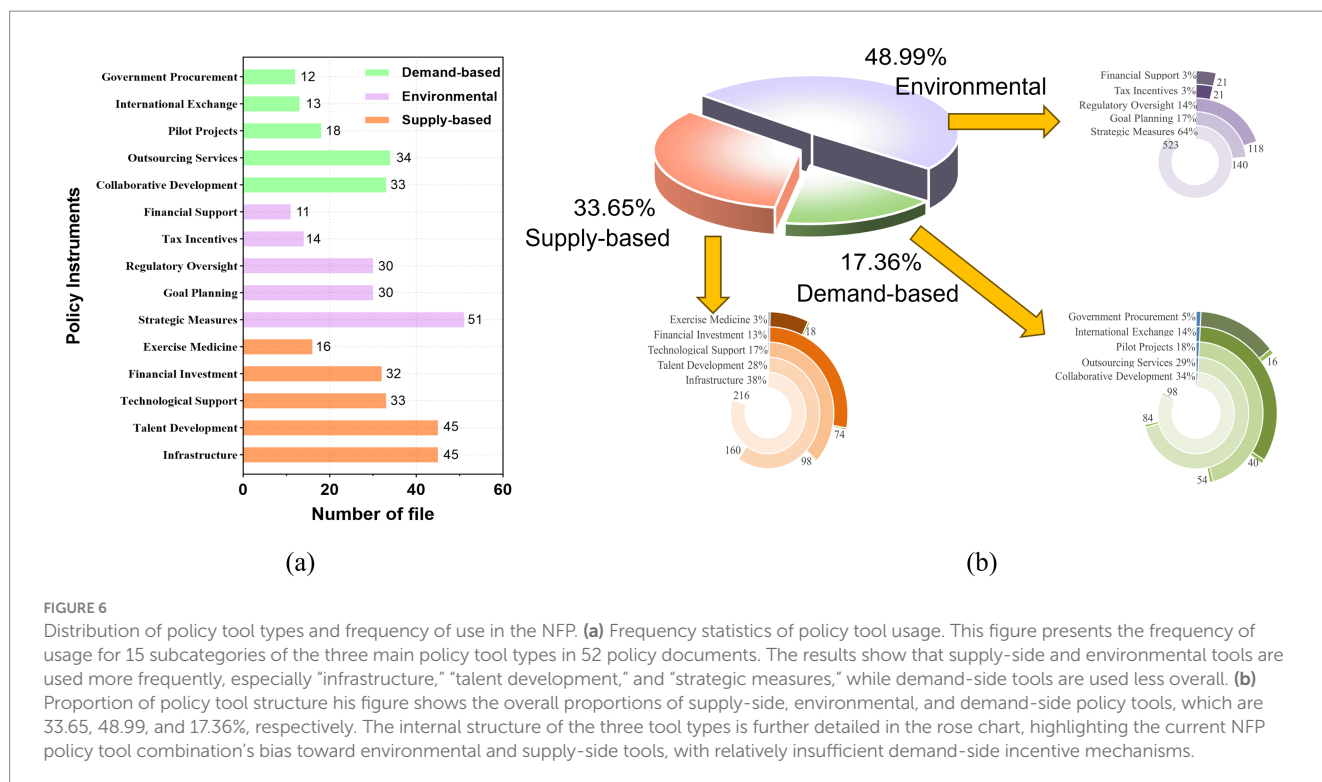 Government Procurement 12
International Exchange 13
Pilot Projects 18
Outsourcing Services 34
Collaborative Development 33
Financial Support 11
Tax Incentives 14
Regulatory Oversight 30
Goal Planning 30
Strategic Measures 51
Exercise Medicine 16
Financial Investment 32
Technological Support 33
Talent Development 45
Infrastructure 45
Policy Instruments
Demand-based
Environmental
Supply-based
0 20 40 60
Number of file
(a)
48.99%
Environmental
33.65%
Supply-based
17.36%
Demand-based
Financial Support 3%
Tax Incentives 3%
Regulatory Oversight 14%
Goal Planning 17%
Strategic Measures 64%
21
21
118
140
523
Exercise Medicine 3%
Financial Investment 13%
Technological Support 17%
Talent Development 28%
Infrastructure 38%
18
74
98
160
216
Government Procurement 5%
International Exchange 14%
Pilot Projects 18%
Outsourcing Services 29%
Collaborative Development 34%
16
40
54
84
98
(b)
FIGURE 6
Distribution of policy tool types and frequency of use in the NFP. (a) Frequency statistics of policy tool usage. This figure presents the frequency of
usage for 15 subcategories of the three main policy tool types in 52 policy documents. The results show that supply-side and environmental tools are
used more frequently, especially “infrastructure,” “talent development,” and “strategic measures,” while demand-side tools are used less overall. (b)
Proportion of policy tool structure his figure shows the overall proportions of supply-side, environmental, and demand-side policy tools, which are
33.65, 48.99, and 17.36%, respectively. The internal structure of the three tool types is further detailed in the rose chart, highlighting the current NFP
policy tool combination’s bias toward environmental and supply-side tools, with relatively insufficient demand-side incentive mechanisms.